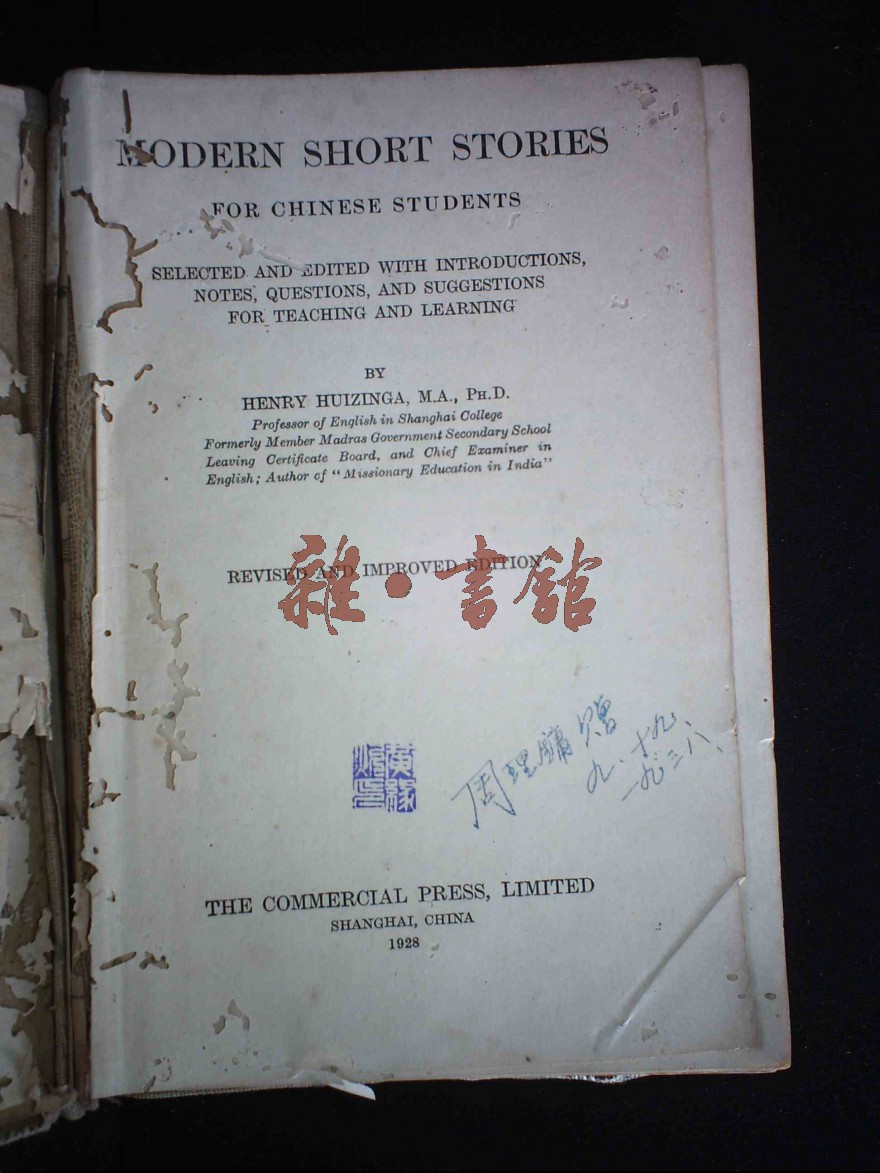 MODERN SHORT STORIES
FOR CHINESE STUDENTS
SELECTED AND EDITED WITH INTRODUCTIONS,
NOTES, QUESTIONS, AND SUGGESTIONS
FOR TEACHING AND LEARNING
BY
HENRY HUIZINGA, M.A., PH.D.
Professor of English in Shanghai College
Formerly Member Madras Government Secondary School
Leaving Certificate Board, and Chief Examiner in
English; Author of "Missionary Education in India"
REVISED AND IMPROVED EDITION
雜·書館
周理鏞
九、十九、
一九三八、
THE COMMERCIAL PRESS, LIMITED
SHANGHAI, CHINA
1928